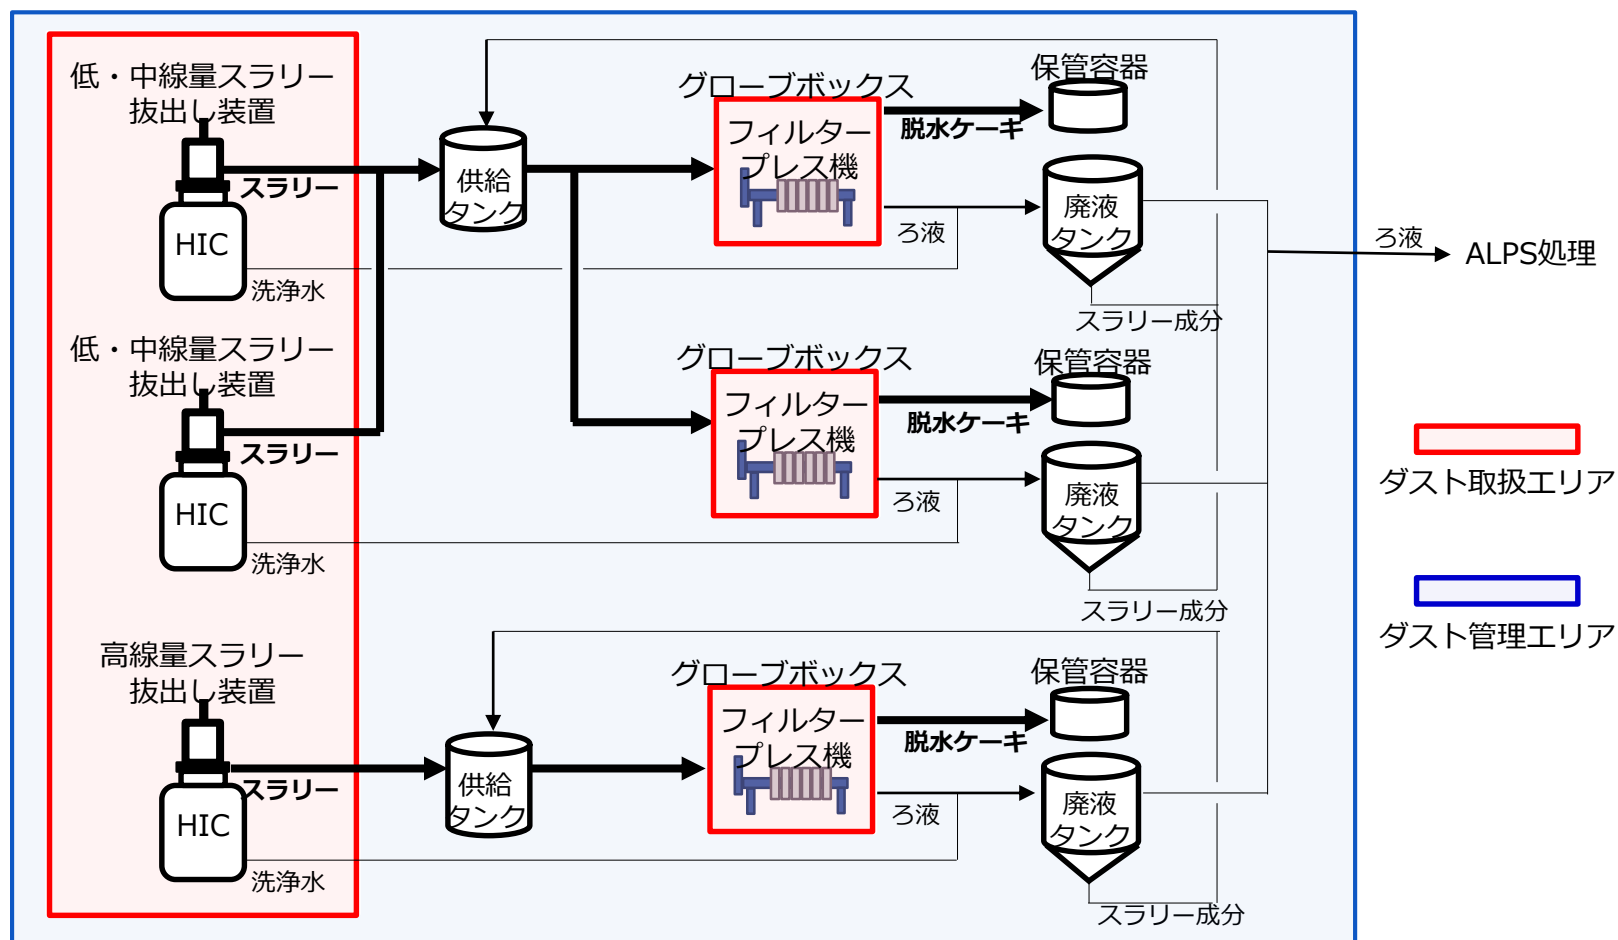 低・中線量スラリー
抜出し装置
スラリー
HIC
洗浄水
供給
タンク
グローブボックス
フィルター
プレス機
脱水ケーキ
保管容器
ろ液
廃液
タンク
スラリー成分
ろ液
ALPS処理
低・中線量スラリー
抜出し装置
スラリー
HIC
洗浄水
グローブボックス
フィルター
プレス機
脱水ケーキ
保管容器
ろ液
廃液
タンク
スラリー成分
高線量スラリー
抜出し装置
スラリー
HIC
洗浄水
供給
タンク
グローブボックス
フィルター
プレス機
脱水ケーキ
保管容器
ろ液
廃液
タンク
スラリー成分
ダスト取扱エリア
ダスト管理エリア